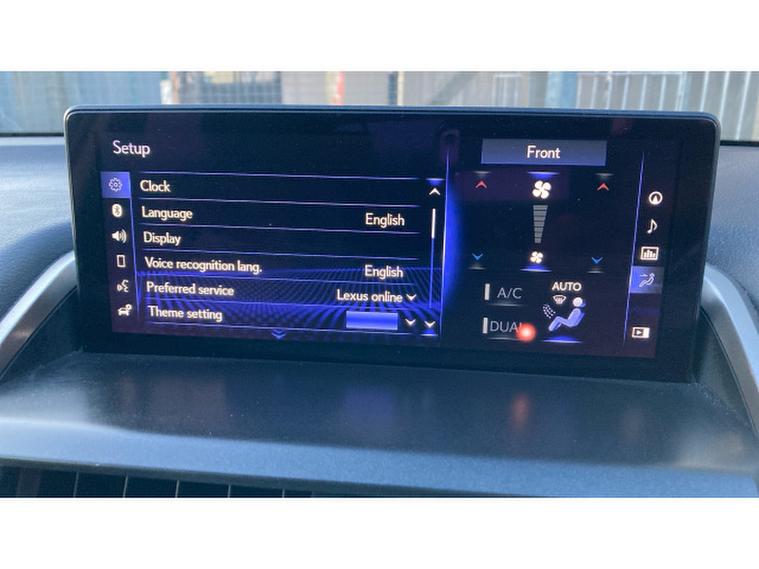 Setup
Front
Clock
Language English
Display
Voice recognition lang. English
Preferred service Lexus online
Theme setting
AUTO
A/C
DUAL